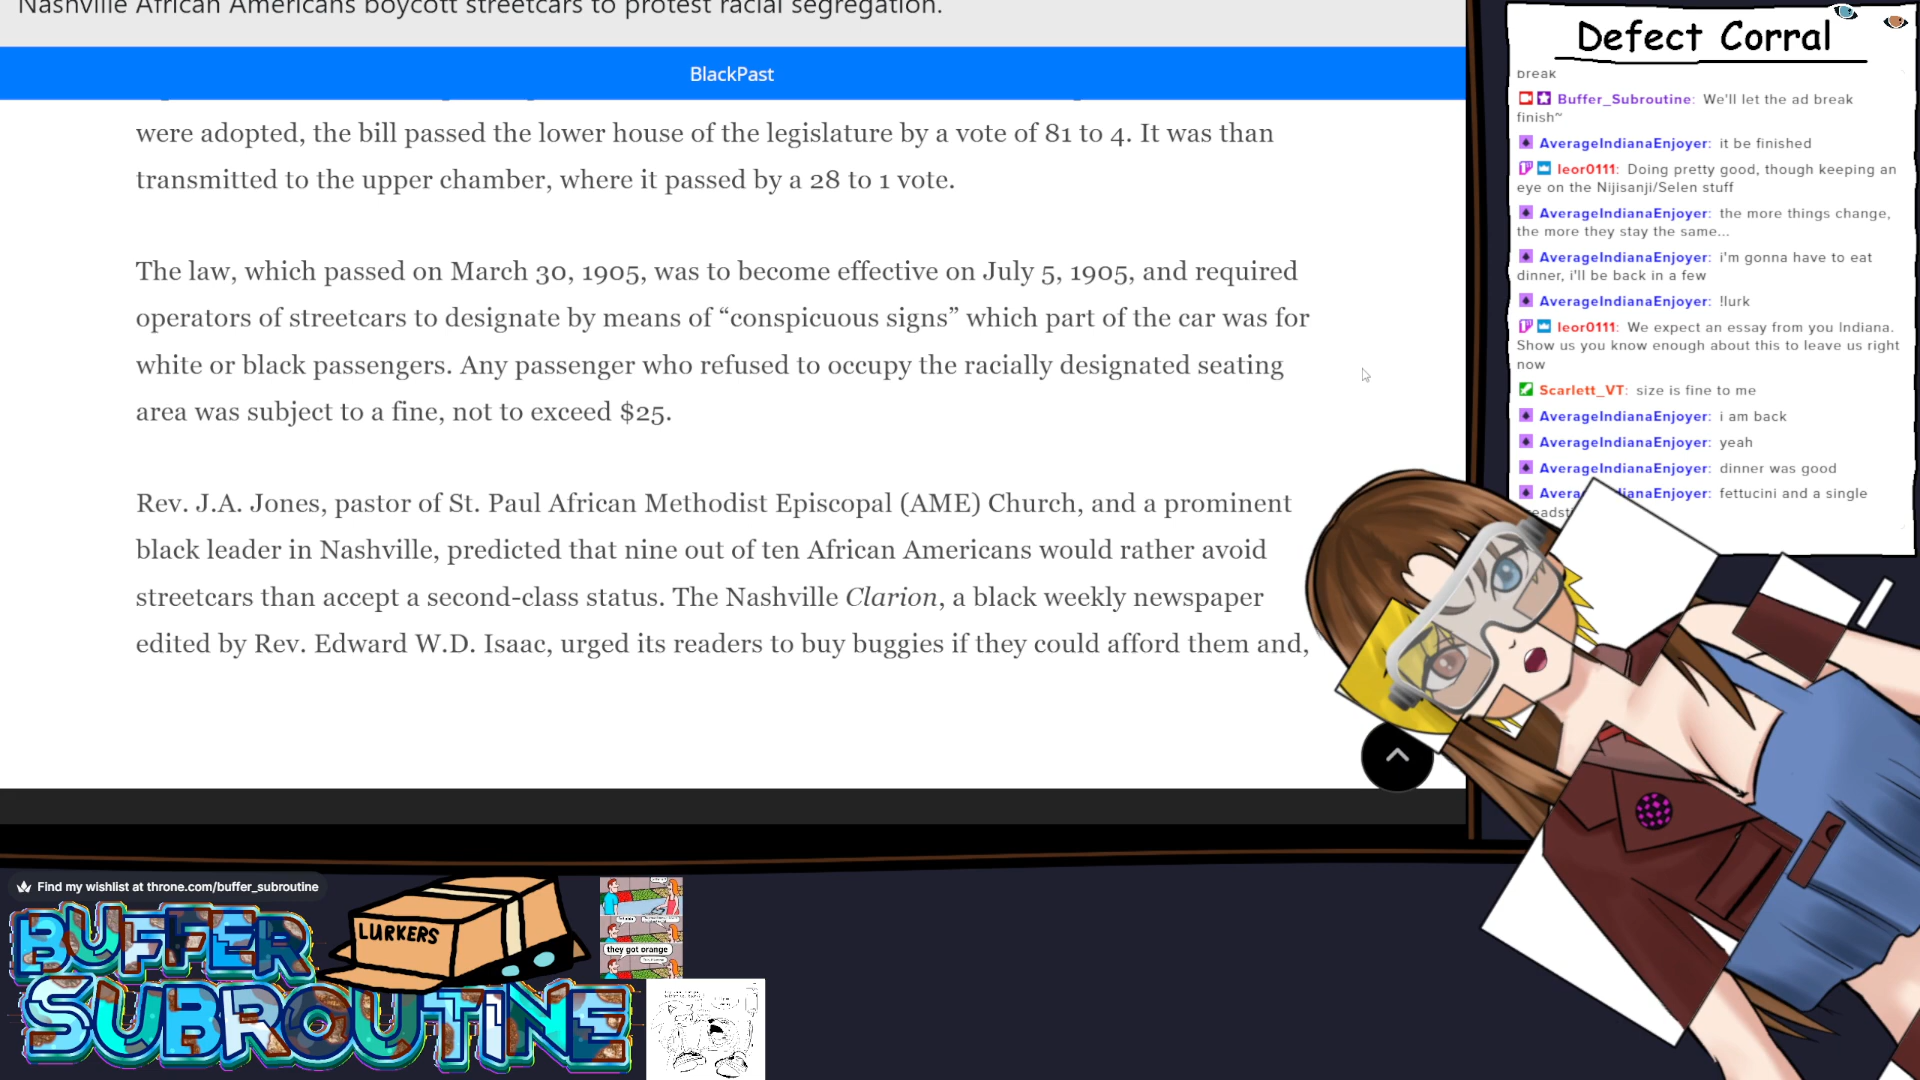 Nashville African Americans boycott streetcars to protest racial segregation.
BlackPast
were adopted, the bill passed the lower house of the legislature by a vote of 81 to 4. It was than
transmitted to the upper chamber, where it passed by a 28 to 1 vote.
The law, which passed on March 30, 1905, was to become effective on July 5, 1905, and required
operators of streetcars to designate by means of “conspicuous signs” which part of the car was for
white or black passengers. Any passenger who refused to occupy the racially designated seating
area was subject to a fine, not to exceed $25.
Rev. J.A. Jones, pastor of St. Paul African Methodist Episcopal (AME) Church, and a prominent
black leader in Nashville, predicted that nine out of ten African Americans would rather avoid
streetcars than accept a second-class status. The Nashville Clarion, a black weekly newspaper
edited by Rev. Edward W.D. Isaac, urged its readers to buy buggies if they could afford them and,
Defect Corral
break
Buffer_Subroutine: We'll let the ad break
finish~
AverageIndianaEnjoyer: it be finished
leor0111: Doing pretty good, though keeping an
eye on the Nijisanji/Selen stuff
AverageIndianaEnjoyer: the more things change,
the more they stay the same...
AverageIndianaEnjoyer: i'm gonna have to eat
dinner, i'll be back in a few
AverageIndianaEnjoyer: !lurk
leor0111: We expect an essay from you Indiana.
Show us you know enough about this to leave us right
now
Scarlett_VT: size is fine to me
AverageIndianaEnjoyer: i am back
AverageIndianaEnjoyer: yeah
AverageIndianaEnjoyer: dinner was good
fettucini and a single
Find my wishlist at throne.com/buffer_subroutine
BUFFER
SUBROUTINE
LURKERS
they got orange